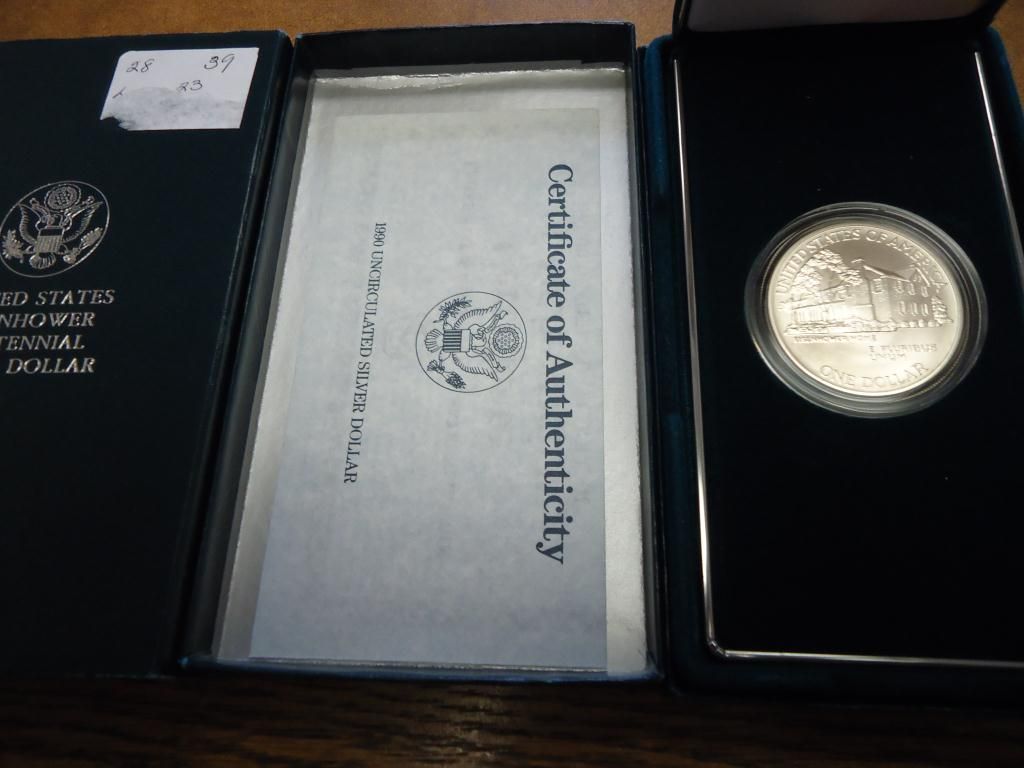 28 39
23
ED STATES
NHOWER
TENNIAL
DOLLAR
Certificate of Authenticity
1990 UNCIRCULATED SILVER DOLLAR
UNITED STATES OF AMERICA
EISENHOWER HOME
E PLURIBUS
UNUM
ONE DOLLAR